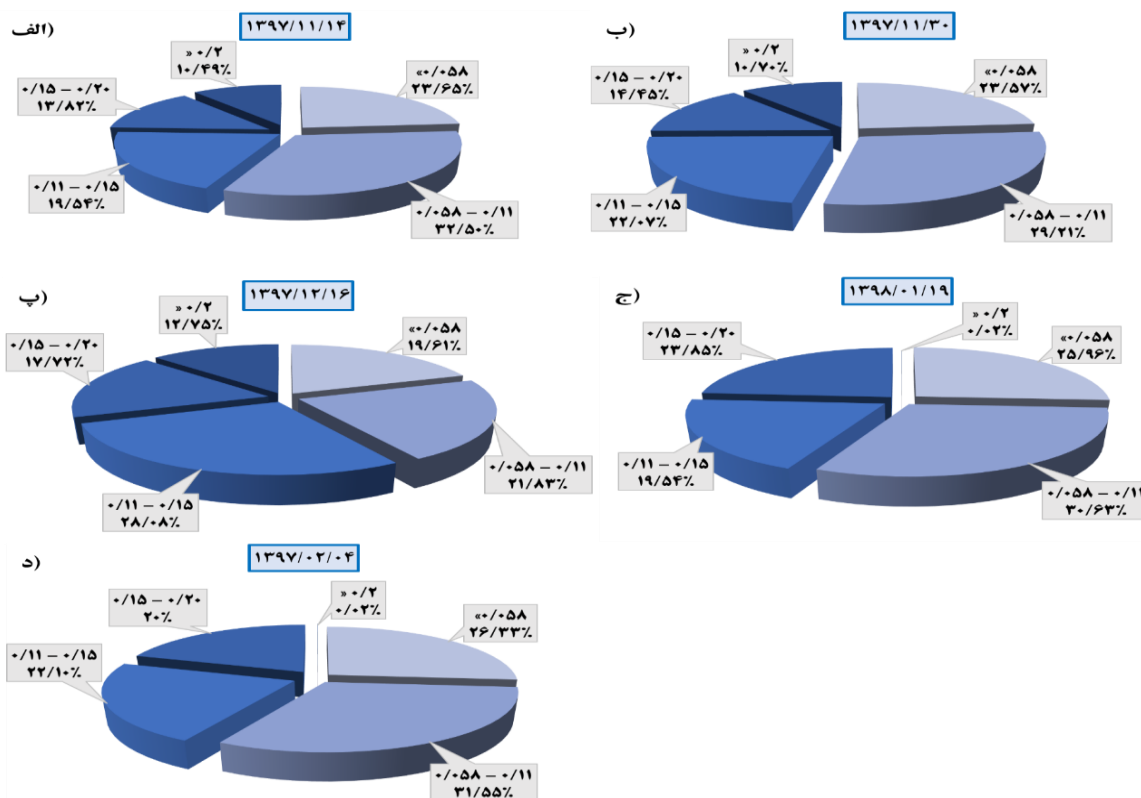 الف)
۱۳۹۷/۱۱/۱۴
» ۰/۲
۱۰/۴۹٪
«۰/۰۵۸
۲۳/۶۵٪
۰/۱۵ – ۰/۲۰
۱۳/۸۲٪
۰/۱۱ – ۰/۱۵
۱۹/۵۴٪
۰/۰۵۸ – ۰/۱۱
۳۲/۵۰٪
ب)
۱۳۹۷/۱۱/۳۰
» ۰/۲
۱۰/۷۰٪
«۰/۰۵۸
۲۳/۵۷٪
۰/۱۵ – ۰/۲۰
۱۴/۴۵٪
۰/۱۱ – ۰/۱۵
۲۲/۰۷٪
۰/۰۵۸ – ۰/۱۱
۲۹/۲۱٪
پ)
۱۳۹۷/۱۲/۱۶
» ۰/۲
۱۲/۷۵٪
«۰/۰۵۸
۱۹/۶۱٪
۰/۱۵ – ۰/۲۰
۱۷/۷۲٪
۰/۱۱ – ۰/۱۵
۲۸/۰۸٪
۰/۰۵۸ – ۰/۱۱
۲۱/۸۳٪
ج)
۱۳۹۸/۰۱/۱۹
» ۰/۲
۰/۰۲٪
«۰/۰۵۸
۲۵/۹۶٪
۰/۱۵ – ۰/۲۰
۲۳/۸۵٪
۰/۱۱ – ۰/۱۵
۱۹/۵۴٪
۰/۰۵۸ – ۰/۱۱
۳۰/۶۳٪
د)
۱۳۹۷/۰۲/۰۴
» ۰/۲
۰/۰۲٪
«۰/۰۵۸
۲۶/۳۳٪
۰/۱۵ – ۰/۲۰
۲۰٪
۰/۱۱ – ۰/۱۵
۲۲/۱۰٪
۰/۰۵۸ – ۰/۱۱
۳۱/۵۵٪